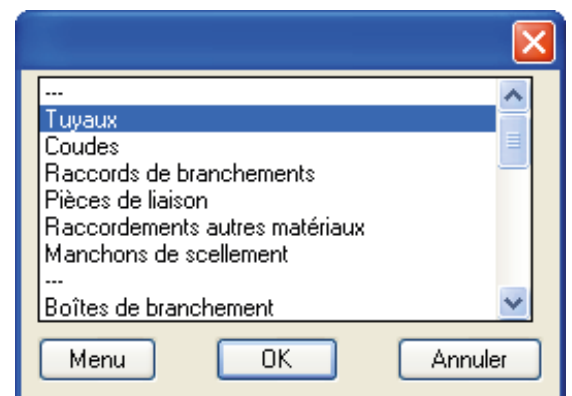 ---
Tuyaux
Coudes
Raccords de branchements
Pièces de liaison
Raccordements autres matériaux
Manchons de scellement
---
Boîtes de branchement
Menu OK Annuler